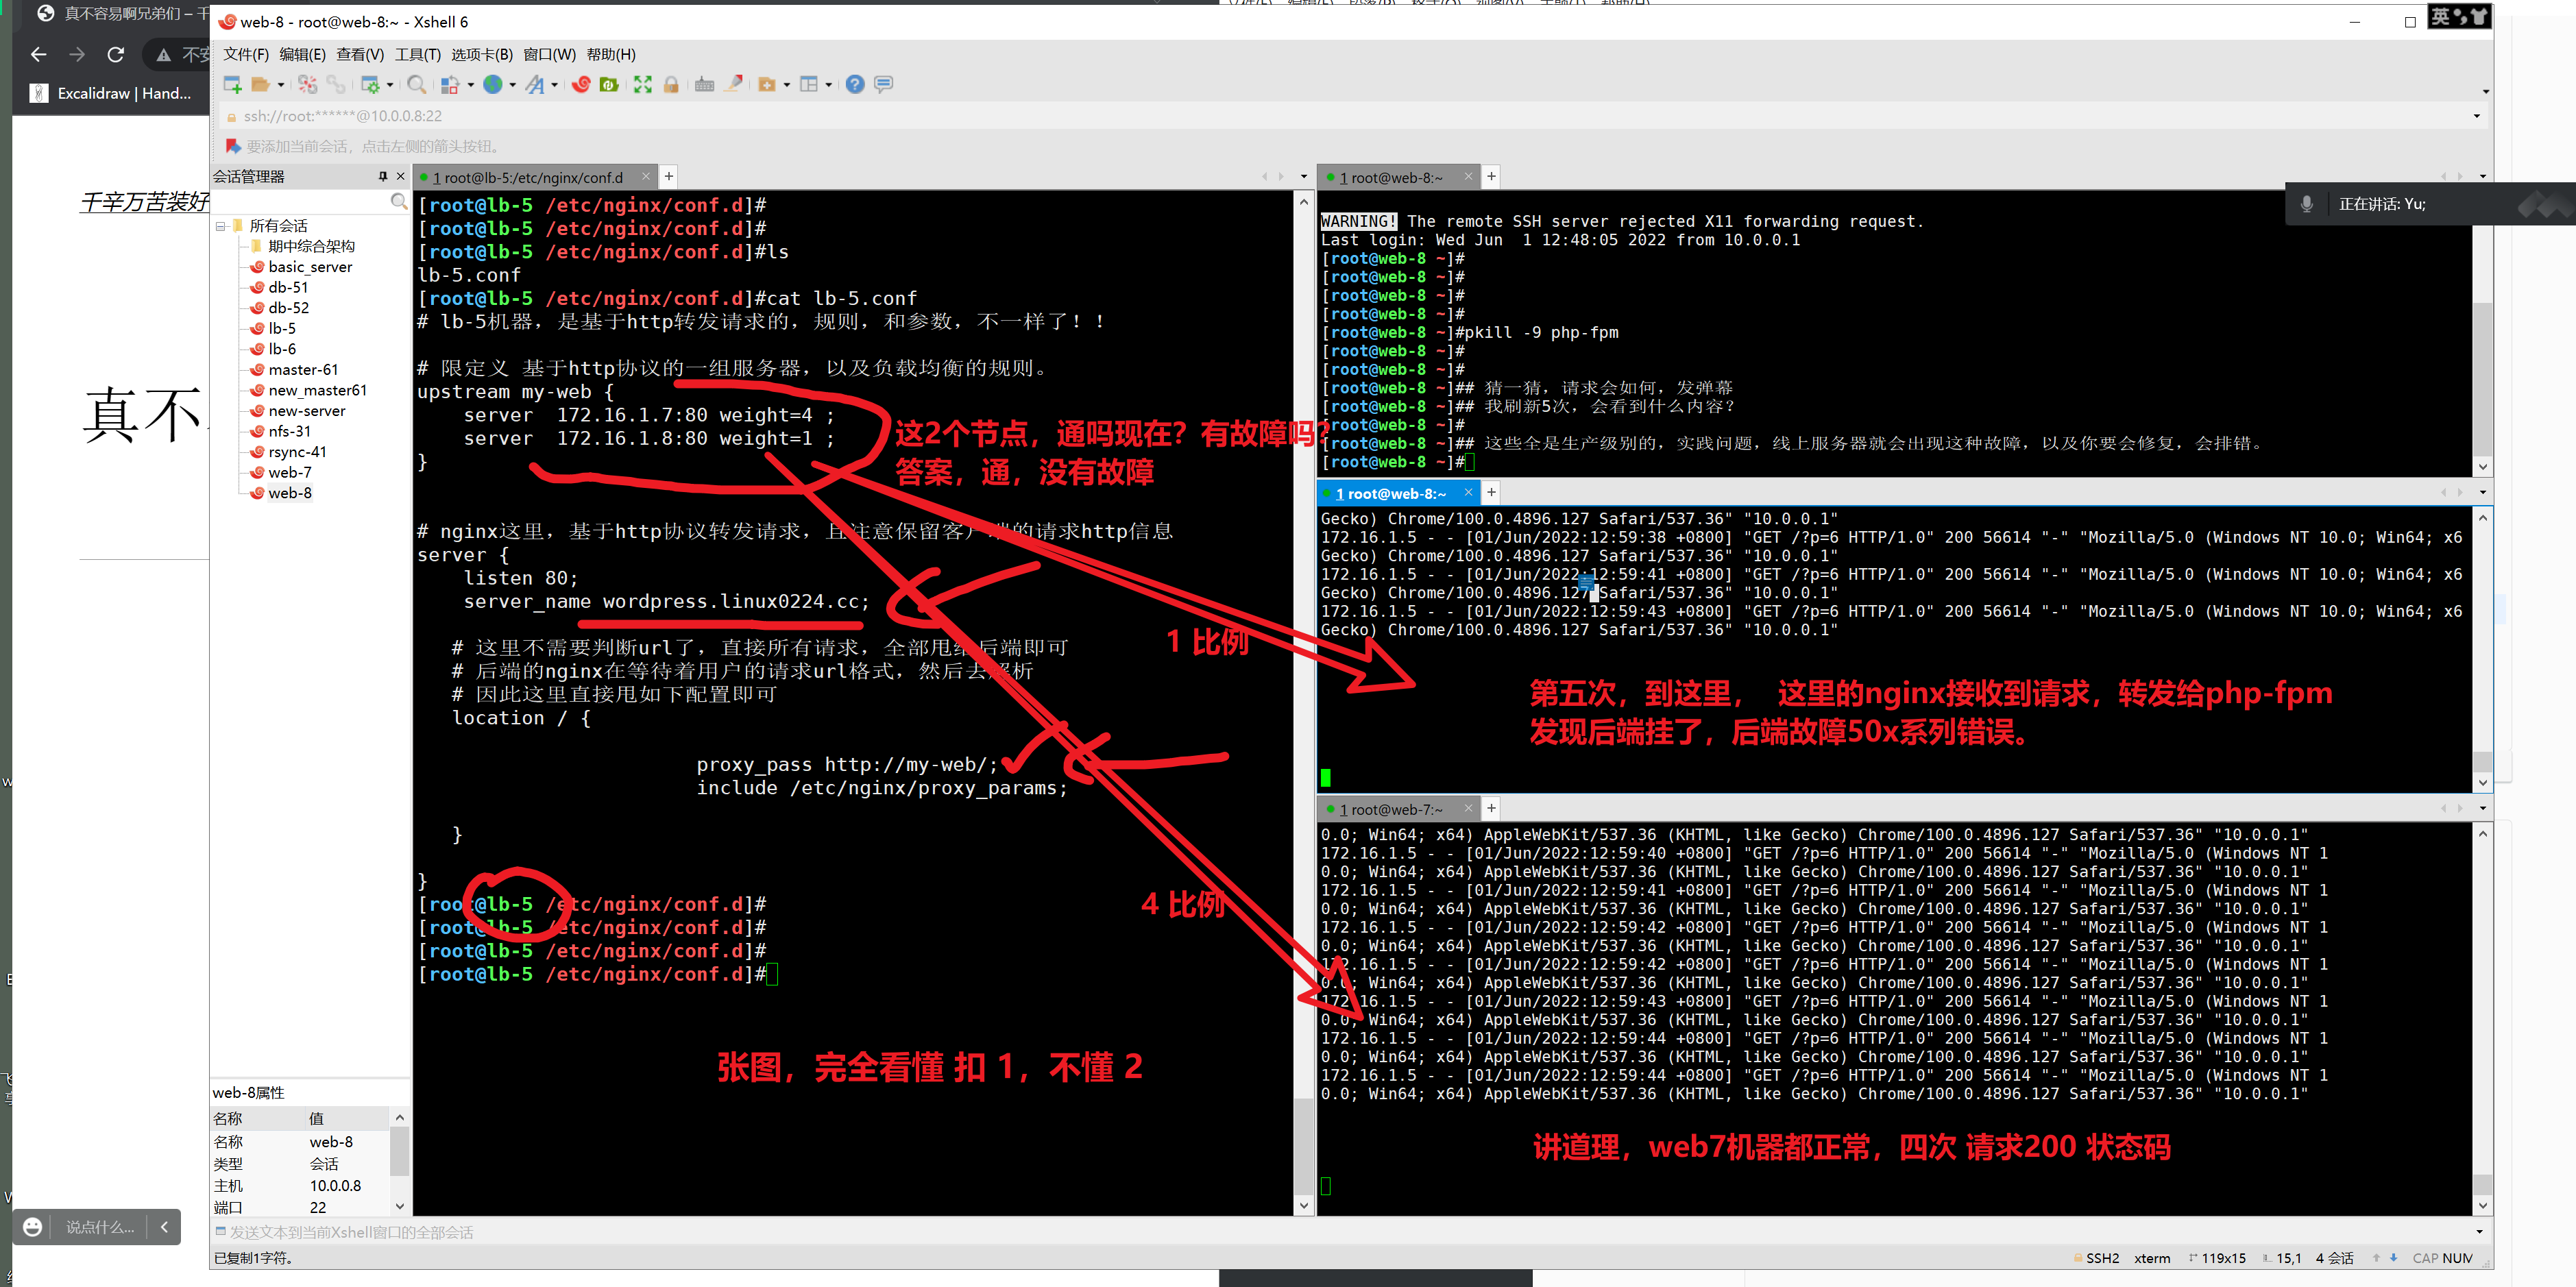 真不容易啊兄弟们 – 千
web-8 - root@web-8:~ - Xshell 6
英
不安
Excalidraw | Hand...
文件(F) 编辑(E) 查看(V) 工具(T) 选项卡(B) 窗口(W) 帮助(H)
ssh://root:******@10.0.0.8:22
要添加当前会话，点击左侧的箭头按钮。
千辛万苦装好
真不
会话管理器
所有会话
期中综合架构
basic_server
db-51
db-52
lb-5
lb-6
master-61
new_master61
new-server
nfs-31
rsync-41
web-7
web-8
web-8属性
名称 值
名称 web-8
类型 会话
主机 10.0.0.8
端口 22
说点什么...
1 root@lb-5:/etc/nginx/conf.d
[root@lb-5 /etc/nginx/conf.d]#
[root@lb-5 /etc/nginx/conf.d]#
[root@lb-5 /etc/nginx/conf.d]#ls
lb-5.conf
[root@lb-5 /etc/nginx/conf.d]#cat lb-5.conf
# lb-5机器，是基于http转发请求的，规则，和参数，不一样了！！
# 限定义 基于http协议的一组服务器，以及负载均衡的规则。
upstream my-web {
server 172.16.1.7:80 weight=4 ;
server 172.16.1.8:80 weight=1 ;
}
这2个节点，通吗现在？有故障吗？
答案，通，没有故障
# nginx这里，基于http协议转发请求，且注意保留客户端的请求http信息
server {
listen 80;
server_name wordpress.linux0224.cc;
# 这里不需要判断url了，直接所有请求，全部甩给后端即可
# 后端的nginx在等待着用户的请求url格式，然后去解析
# 因此这里直接甩如下配置即可
location / {
proxy_pass http://my-web/;
include /etc/nginx/proxy_params;
}
}
[root@lb-5 /etc/nginx/conf.d]#
[root@lb-5 /etc/nginx/conf.d]#
[root@lb-5 /etc/nginx/conf.d]#
[root@lb-5 /etc/nginx/conf.d]#
1 比例
4 比例
张图，完全看懂 扣 1，不懂 2
1 root@web-8:~
正在讲话: Yu;
WARNING! The remote SSH server rejected X11 forwarding request.
Last login: Wed Jun  1 12:48:05 2022 from 10.0.0.1
[root@web-8 ~]#
[root@web-8 ~]#
[root@web-8 ~]#
[root@web-8 ~]#
[root@web-8 ~]#pkill -9 php-fpm
[root@web-8 ~]#
[root@web-8 ~]#
[root@web-8 ~]## 猜一猜，请求会如何，发弹幕
[root@web-8 ~]## 我刷新5次，会看到什么内容？
[root@web-8 ~]#
[root@web-8 ~]## 这些全是生产级别的，实践问题，线上服务器就会出现这种故障，以及你要会修复，会排错。
[root@web-8 ~]#
1 root@web-8:~
Gecko) Chrome/100.0.4896.127 Safari/537.36" "10.0.0.1"
172.16.1.5 - - [01/Jun/2022:12:59:38 +0800] "GET /?p=6 HTTP/1.0" 200 56614 "-" "Mozilla/5.0 (Windows NT 10.0; Win64; x6
Gecko) Chrome/100.0.4896.127 Safari/537.36" "10.0.0.1"
172.16.1.5 - - [01/Jun/2022:12:59:41 +0800] "GET /?p=6 HTTP/1.0" 200 56614 "-" "Mozilla/5.0 (Windows NT 10.0; Win64; x6
Gecko) Chrome/100.0.4896.127 Safari/537.36" "10.0.0.1"
172.16.1.5 - - [01/Jun/2022:12:59:43 +0800] "GET /?p=6 HTTP/1.0" 200 56614 "-" "Mozilla/5.0 (Windows NT 10.0; Win64; x6
Gecko) Chrome/100.0.4896.127 Safari/537.36" "10.0.0.1"
第五次，到这里， 这里的nginx接收到请求，转发给php-fpm
发现后端挂了，后端故障50x系列错误。
1 root@web-7:~
0.0; Win64; x64) AppleWebKit/537.36 (KHTML, like Gecko) Chrome/100.0.4896.127 Safari/537.36" "10.0.0.1"
172.16.1.5 - - [01/Jun/2022:12:59:40 +0800] "GET /?p=6 HTTP/1.0" 200 56614 "-" "Mozilla/5.0 (Windows NT 1
0.0; Win64; x64) AppleWebKit/537.36 (KHTML, like Gecko) Chrome/100.0.4896.127 Safari/537.36" "10.0.0.1"
172.16.1.5 - - [01/Jun/2022:12:59:41 +0800] "GET /?p=6 HTTP/1.0" 200 56614 "-" "Mozilla/5.0 (Windows NT 1
0.0; Win64; x64) AppleWebKit/537.36 (KHTML, like Gecko) Chrome/100.0.4896.127 Safari/537.36" "10.0.0.1"
172.16.1.5 - - [01/Jun/2022:12:59:42 +0800] "GET /?p=6 HTTP/1.0" 200 56614 "-" "Mozilla/5.0 (Windows NT 1
0.0; Win64; x64) AppleWebKit/537.36 (KHTML, like Gecko) Chrome/100.0.4896.127 Safari/537.36" "10.0.0.1"
172.16.1.5 - - [01/Jun/2022:12:59:42 +0800] "GET /?p=6 HTTP/1.0" 200 56614 "-" "Mozilla/5.0 (Windows NT 1
0.0; Win64; x64) AppleWebKit/537.36 (KHTML, like Gecko) Chrome/100.0.4896.127 Safari/537.36" "10.0.0.1"
172.16.1.5 - - [01/Jun/2022:12:59:43 +0800] "GET /?p=6 HTTP/1.0" 200 56614 "-" "Mozilla/5.0 (Windows NT 1
0.0; Win64; x64) AppleWebKit/537.36 (KHTML, like Gecko) Chrome/100.0.4896.127 Safari/537.36" "10.0.0.1"
172.16.1.5 - - [01/Jun/2022:12:59:44 +0800] "GET /?p=6 HTTP/1.0" 200 56614 "-" "Mozilla/5.0 (Windows NT 1
0.0; Win64; x64) AppleWebKit/537.36 (KHTML, like Gecko) Chrome/100.0.4896.127 Safari/537.36" "10.0.0.1"
172.16.1.5 - - [01/Jun/2022:12:59:44 +0800] "GET /?p=6 HTTP/1.0" 200 56614 "-" "Mozilla/5.0 (Windows NT 1
0.0; Win64; x64) AppleWebKit/537.36 (KHTML, like Gecko) Chrome/100.0.4896.127 Safari/537.36" "10.0.0.1"
讲道理，web7机器都正常，四次 请求200 状态码
发送文本到当前Xshell窗口的全部会话
已复制1字符。
SSH2 xterm 119x15 15,1 4 会话 CAP NUM